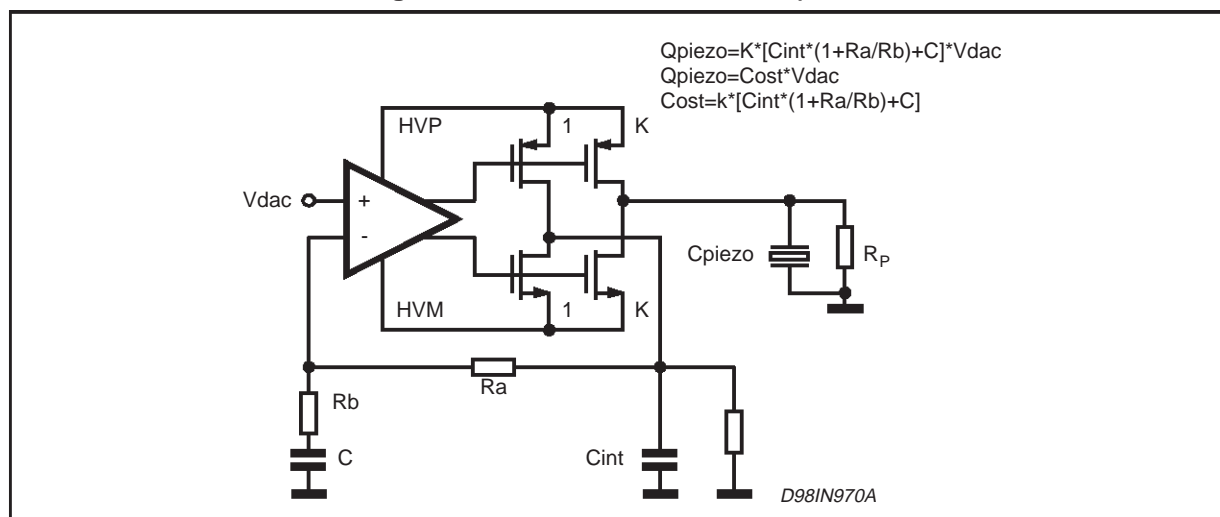 Qpiezo=K*[Cint*(1+Ra/Rb)+C]*Vdac
Qpiezo=Cost*Vdac
Cost=k*[Cint*(1+Ra/Rb)+C]
HVP
1
K
Vdac
+
-
Cpiezo
RP
HVM
1
K
Ra
Rb
C
Cint
D98IN970A